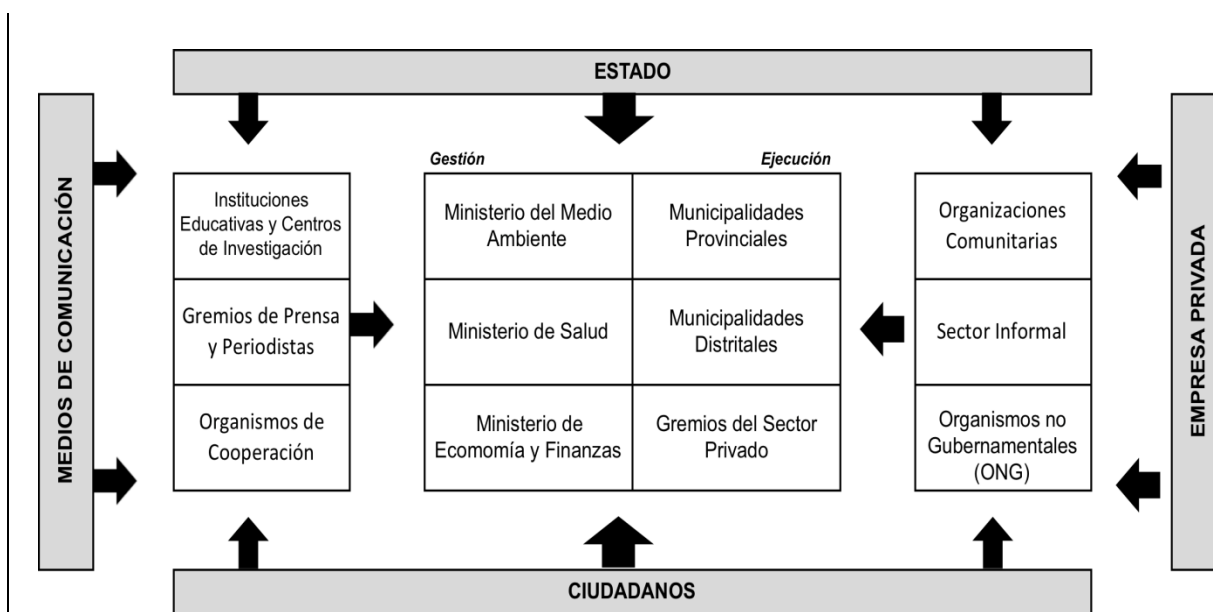 ESTADO
MEDIOS DE COMUNICACIÓN
Gestión
Ejecución
Instituciones
Educativas y Centros
de Investigación
Gremios de Prensa
y Periodistas
Organismos de
Cooperación
Ministerio del Medio
Ambiente
Municipalidades
Provinciales
Ministerio de Salud
Municipalidades
Distritales
Ministerio de
Ecomomía y Finanzas
Gremios del Sector
Privado
Organizaciones
Comunitarias
Sector Informal
Organismos no
Gubernamentales
(ONG)
EMPRESA PRIVADA
CIUDADANOS